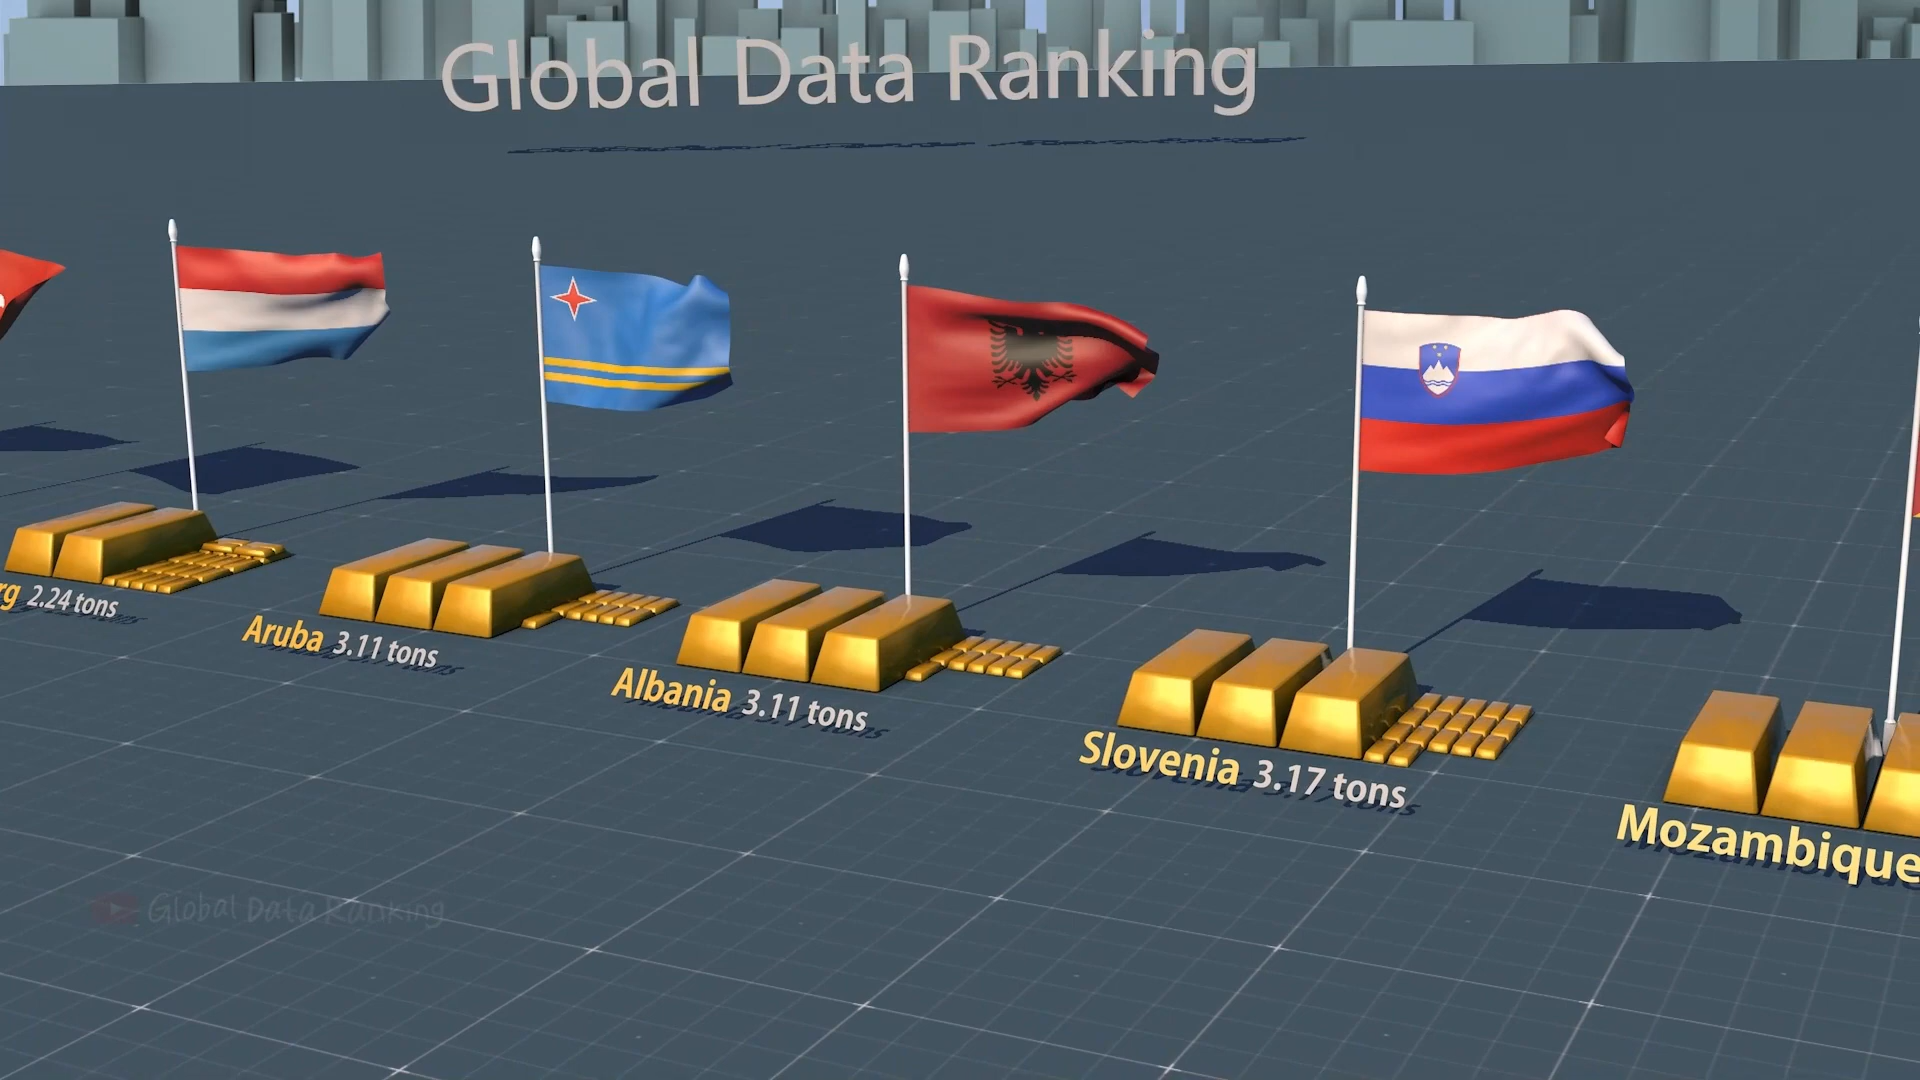 Global Data Ranking
rg 2.24 tons
Aruba 3.11 tons
Albania 3.11 tons
Slovenia 3.17 tons
Mozambique
Global Data Ranking